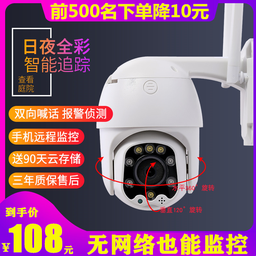 前500名下单降10元
日夜全彩
智能追踪
查看
庭院
双向喊话 报警侦测
手机远程监控
送90天云存储
三年质保售后
¥108元
无网络也能监控